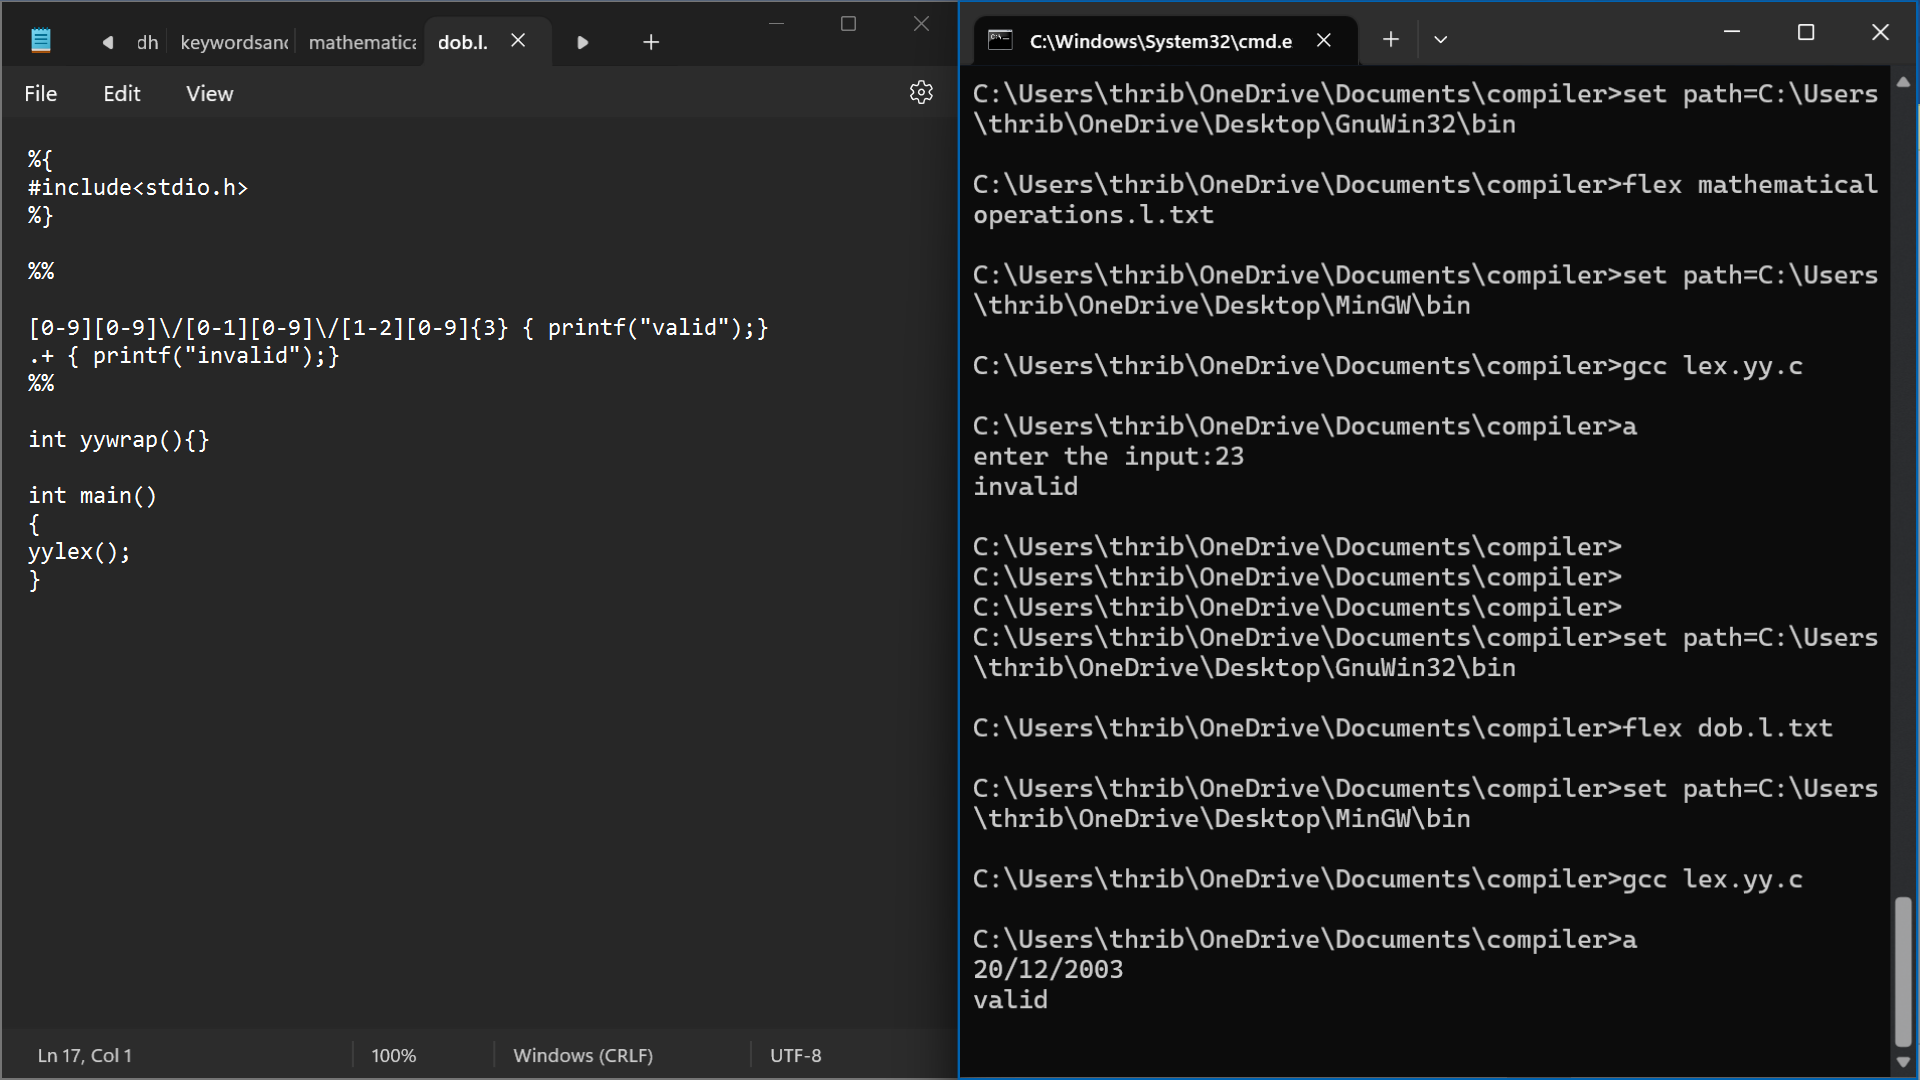 dh keywordsand mathematica dob.l.
File Edit View
%{
#include<stdio.h>
%}
%%
[0-9][0-9]\/[0-1][0-9]\/[1-2][0-9]{3} { printf("valid");}
.+ { printf("invalid");}
%%
int yywrap(){}
int main()
{
yylex();
}
Ln 17, Col 1 100% Windows (CRLF) UTF-8
C:\Windows\System32\cmd.e
C:\Users\thrib\OneDrive\Documents\compiler>set path=C:\Users
\thrib\OneDrive\Desktop\GnuWin32\bin
C:\Users\thrib\OneDrive\Documents\compiler>flex mathematical
operations.l.txt
C:\Users\thrib\OneDrive\Documents\compiler>set path=C:\Users
\thrib\OneDrive\Desktop\MinGW\bin
C:\Users\thrib\OneDrive\Documents\compiler>gcc lex.yy.c
C:\Users\thrib\OneDrive\Documents\compiler>a
enter the input:23
invalid
C:\Users\thrib\OneDrive\Documents\compiler>
C:\Users\thrib\OneDrive\Documents\compiler>
C:\Users\thrib\OneDrive\Documents\compiler>
C:\Users\thrib\OneDrive\Documents\compiler>set path=C:\Users
\thrib\OneDrive\Desktop\GnuWin32\bin
C:\Users\thrib\OneDrive\Documents\compiler>flex dob.l.txt
C:\Users\thrib\OneDrive\Documents\compiler>set path=C:\Users
\thrib\OneDrive\Desktop\MinGW\bin
C:\Users\thrib\OneDrive\Documents\compiler>gcc lex.yy.c
C:\Users\thrib\OneDrive\Documents\compiler>a
20/12/2003
valid